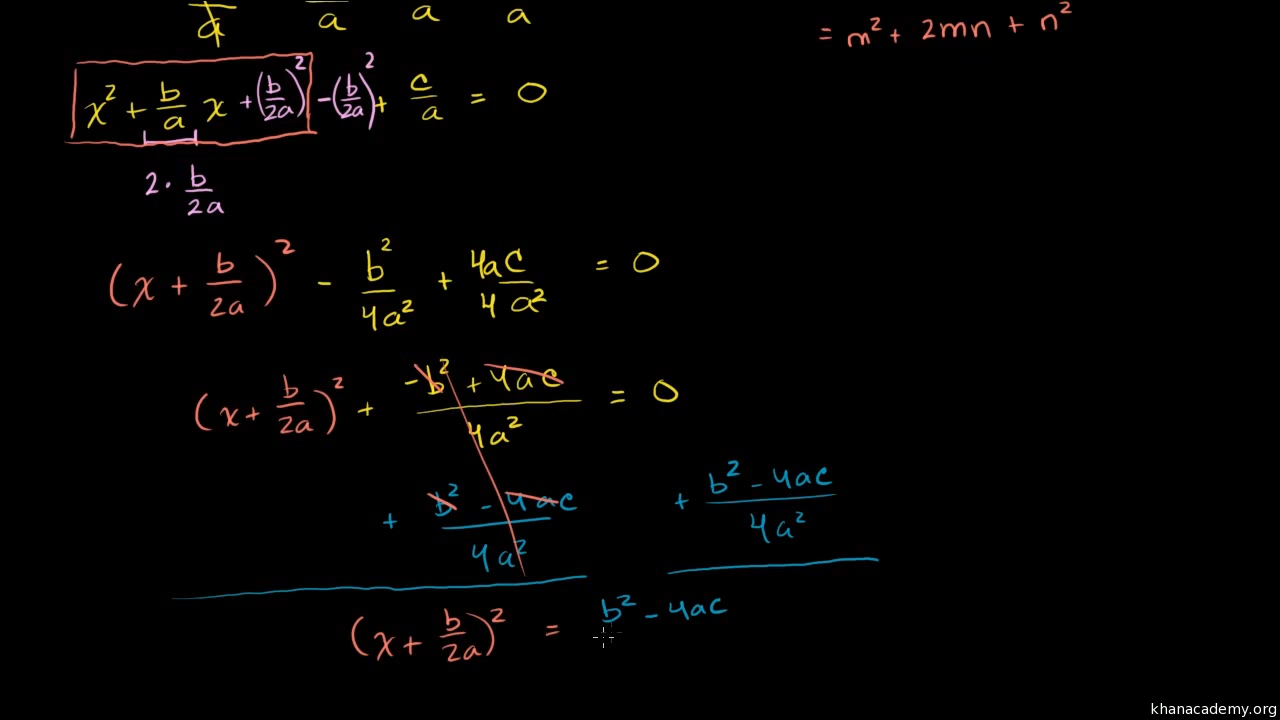 a a a a
= m² + 2mn + n²
x² + b/a x + (b/2a)² - (b/2a)² + c/a = 0
2 · b/2a
(x + b/2a)² - b²/4a² + 4ac/4a² = 0
(x + b/2a)² + -b² + 4ac/4a² = 0
+ b² - 4ac/4a² + b² - 4ac/4a²
(x + b/2a)² = b² - 4ac
khanacademy.org